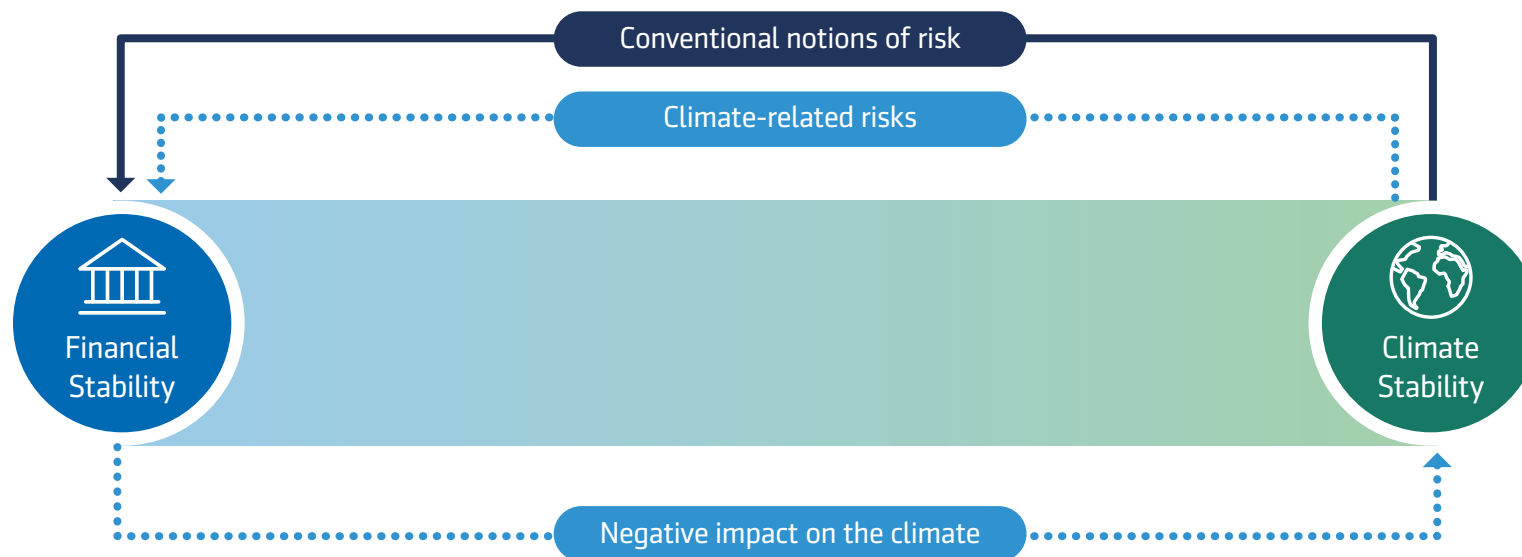 Conventional notions of risk
Climate-related risks
Financial
Stability
Climate
Stability
Negative impact on the climate